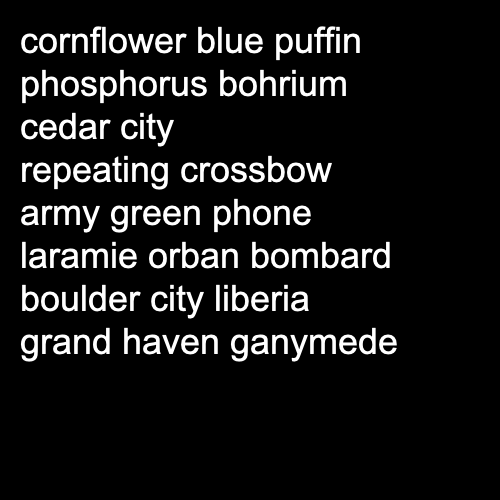 cornflower blue puffin
phosphorus bohrium
cedar city
repeating crossbow
army green phone
laramie orban bombard
boulder city liberia
grand haven ganymede